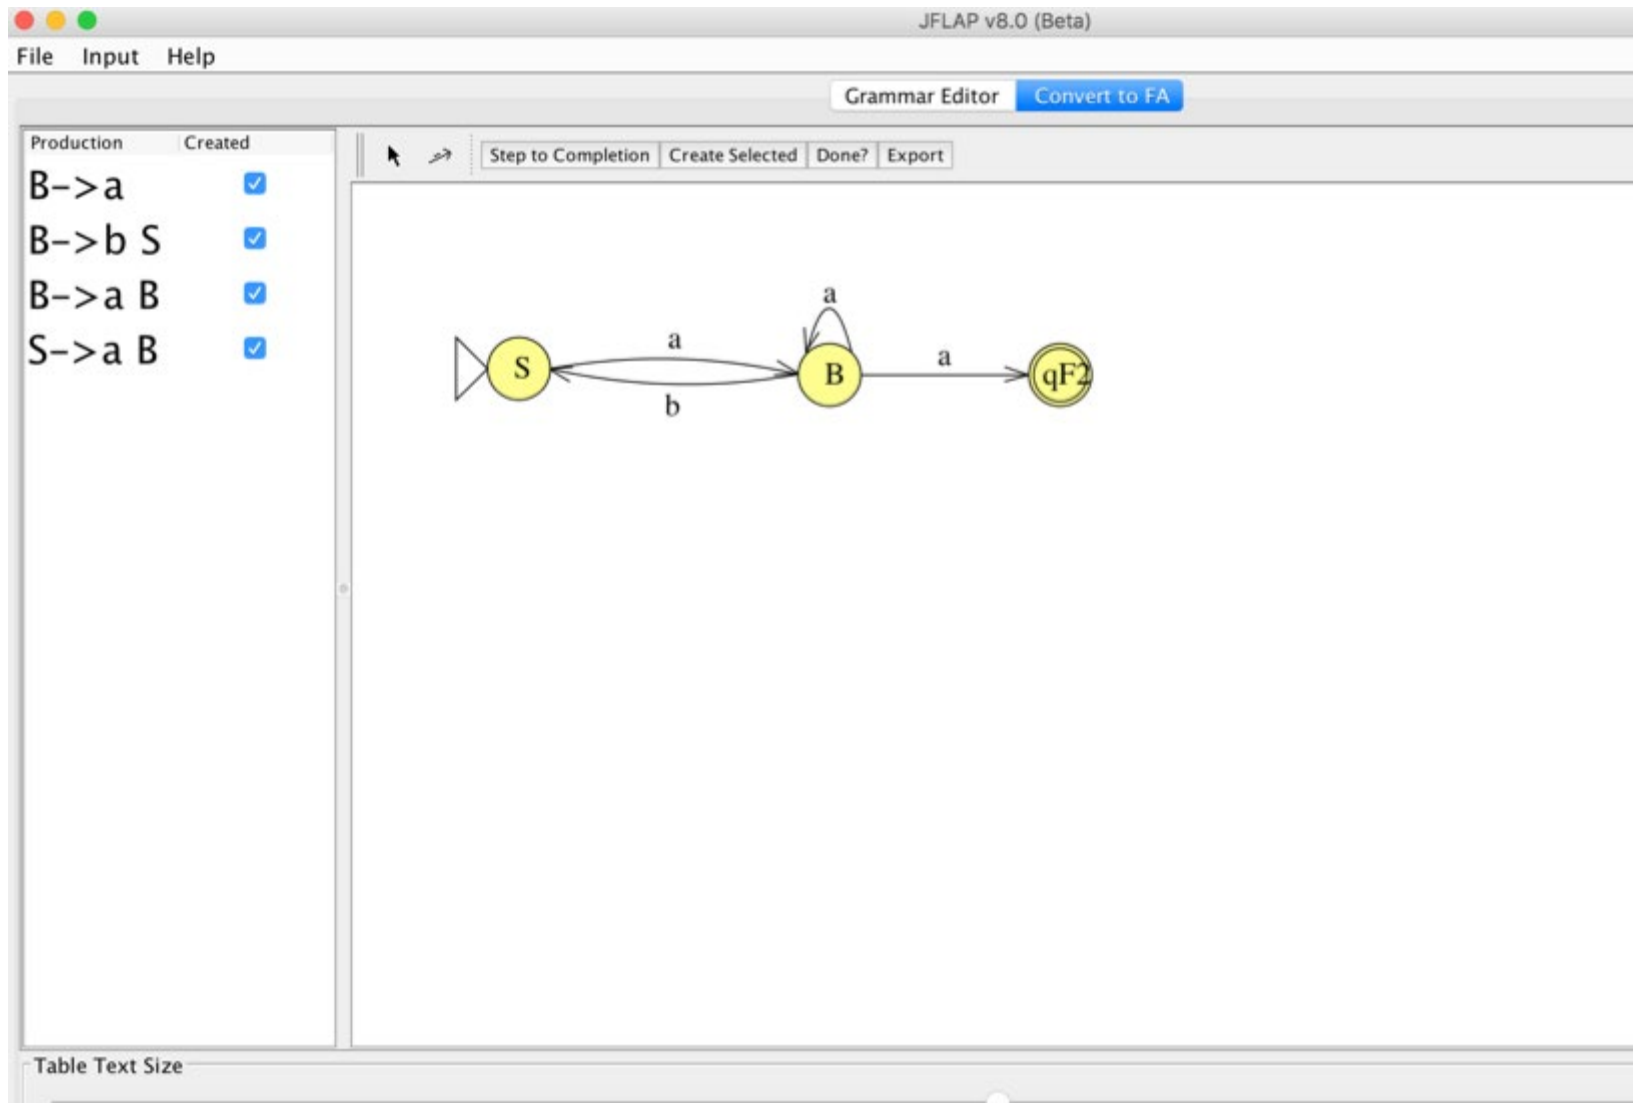 JFLAP v8.0 (Beta)
File Input Help
Grammar Editor Convert to FA
Production Created
Step to Completion Create Selected Done? Export
B->a
B->b S
B->a B
S->a B
a
a
S
B
a
qF2
b
Table Text Size